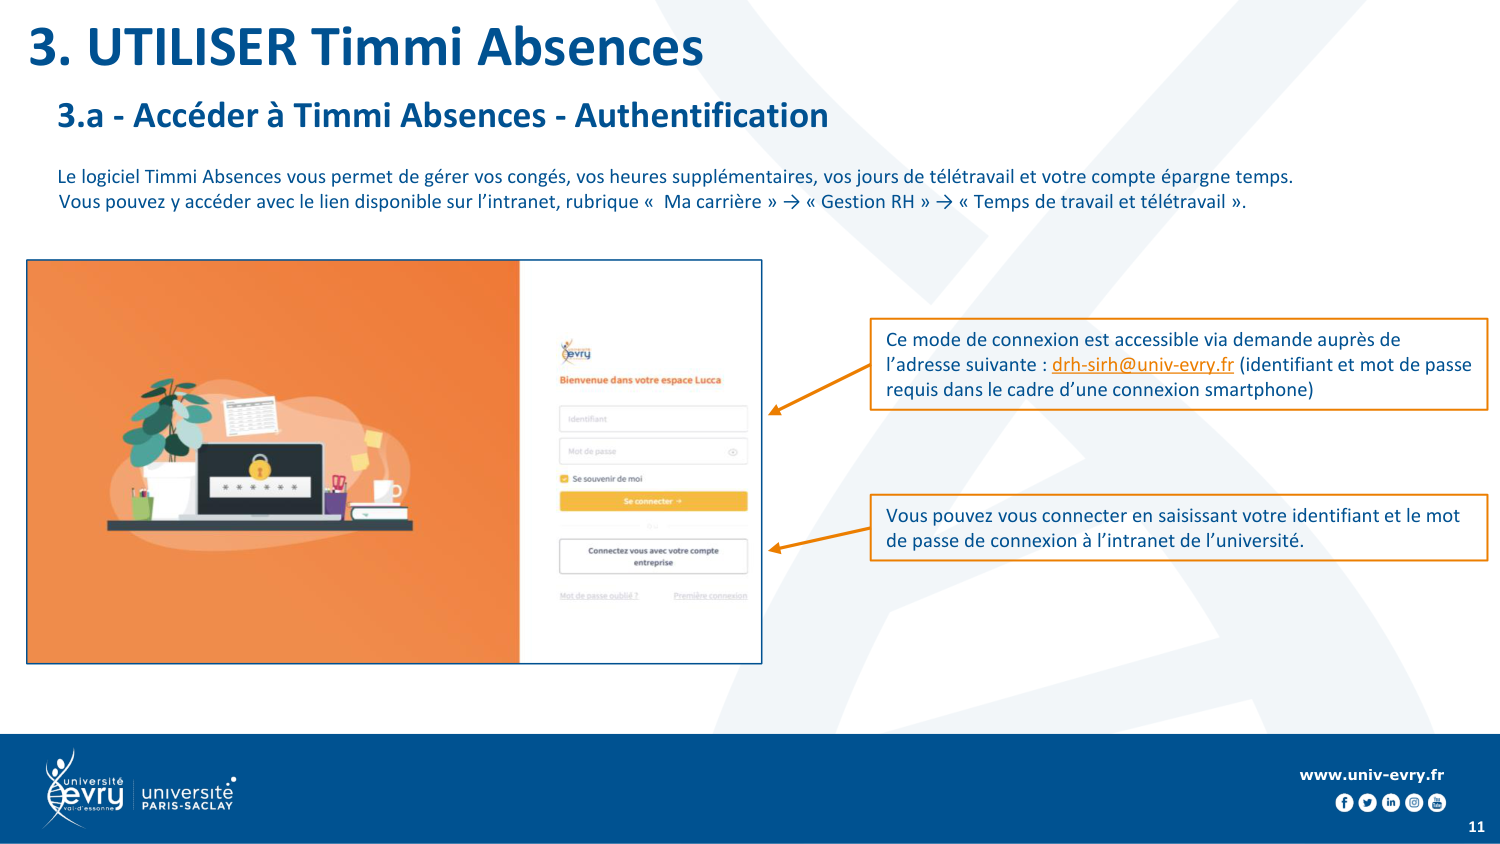 3. UTILISER Timmi Absences
3.a - Accéder à Timmi Absences - Authentification
Le logiciel Timmi Absences vous permet de gérer vos congés, vos heures supplémentaires, vos jours de télétravail et votre compte épargne temps.
Vous pouvez y accéder avec le lien disponible sur l’intranet, rubrique «  Ma carrière » → « Gestion RH » → « Temps de travail et télétravail ».
evry
Bienvenue dans votre espace Lucca
Identifiant
Mot de passe
Se souvenir de moi
Se connecter →
Connectez vous avec votre compte
entreprise
Mot de passe oublié ? Première connexion
* * * * * *
Ce mode de connexion est accessible via demande auprès de
l’adresse suivante : drh-sirh@univ-evry.fr (identifiant et mot de passe
requis dans le cadre d’une connexion smartphone)
Vous pouvez vous connecter en saisissant votre identifiant et le mot
de passe de connexion à l’intranet de l’université.
université
evry
val-d'essonne
université
PARIS-SACLAY
www.univ-evry.fr
11